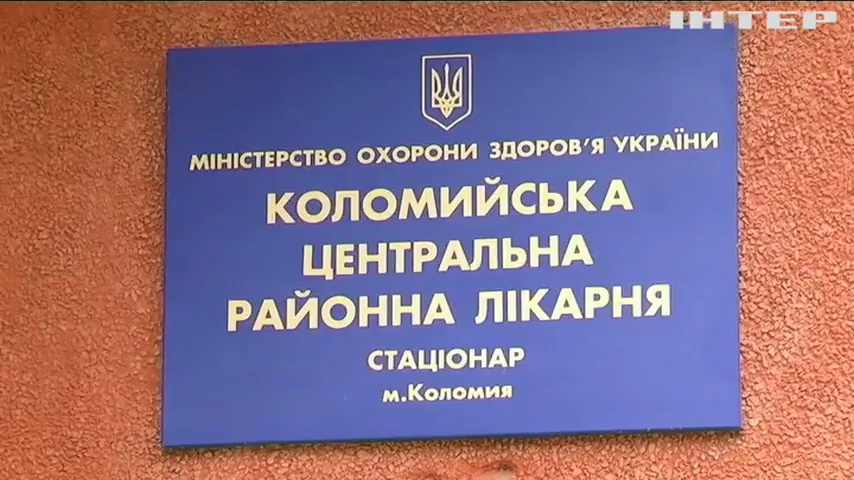 ІНТЕР
МІНІСТЕРСТВО ОХОРОНИ ЗДОРОВ'Я УКРАЇНИ
КОЛОМИЙСЬКА
ЦЕНТРАЛЬНА
РАЙОННА ЛІКАРНЯ
СТАЦІОНАР
м.Коломия